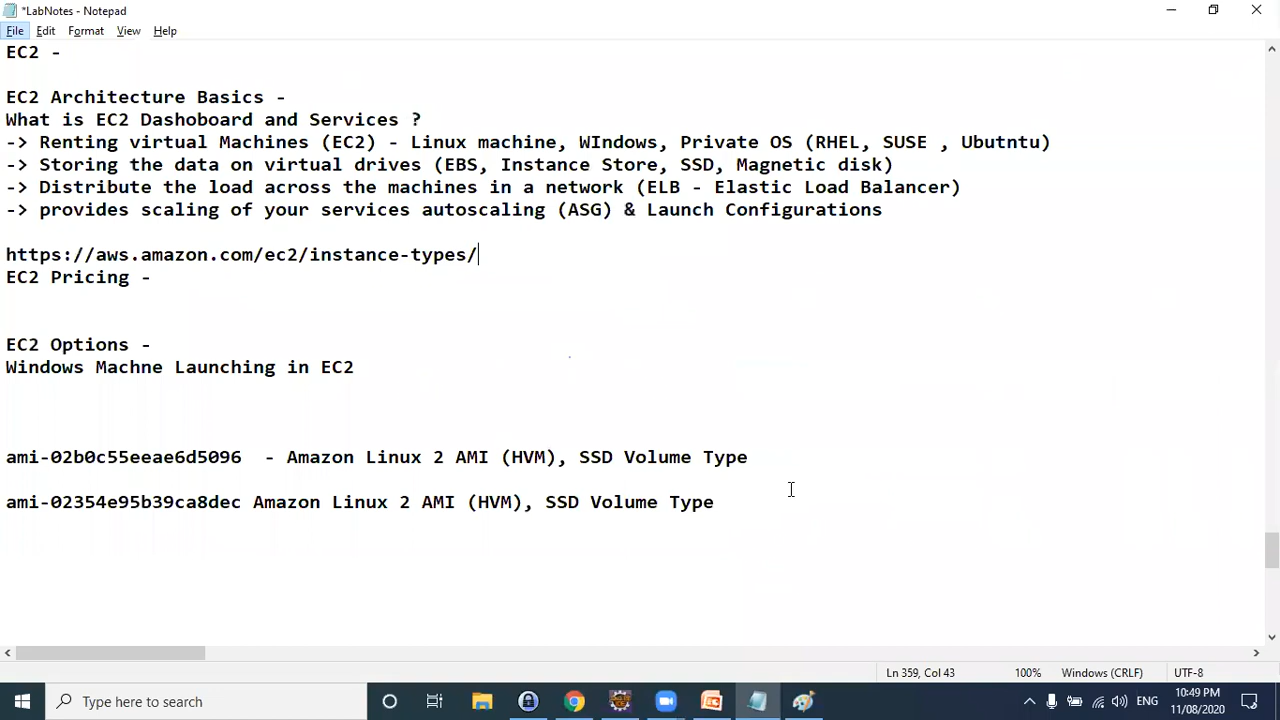 *LabNotes - Notepad
File Edit Format View Help
EC2 -
EC2 Architecture Basics -
What is EC2 Dashoboard and Services ?
-> Renting virtual Machines (EC2) - Linux machine, WIndows, Private OS (RHEL, SUSE , Ubutntu)
-> Storing the data on virtual drives (EBS, Instance Store, SSD, Magnetic disk)
-> Distribute the load across the machines in a network (ELB - Elastic Load Balancer)
-> provides scaling of your services autoscaling (ASG) & Launch Configurations
https://aws.amazon.com/ec2/instance-types/
EC2 Pricing -
EC2 Options -
Windows Machne Launching in EC2
ami-02b0c55eeae6d5096  - Amazon Linux 2 AMI (HVM), SSD Volume Type
ami-02354e95b39ca8dec Amazon Linux 2 AMI (HVM), SSD Volume Type
Ln 359, Col 43 100% Windows (CRLF) UTF-8
Type here to search
ENG
10:49 PM
11/08/2020